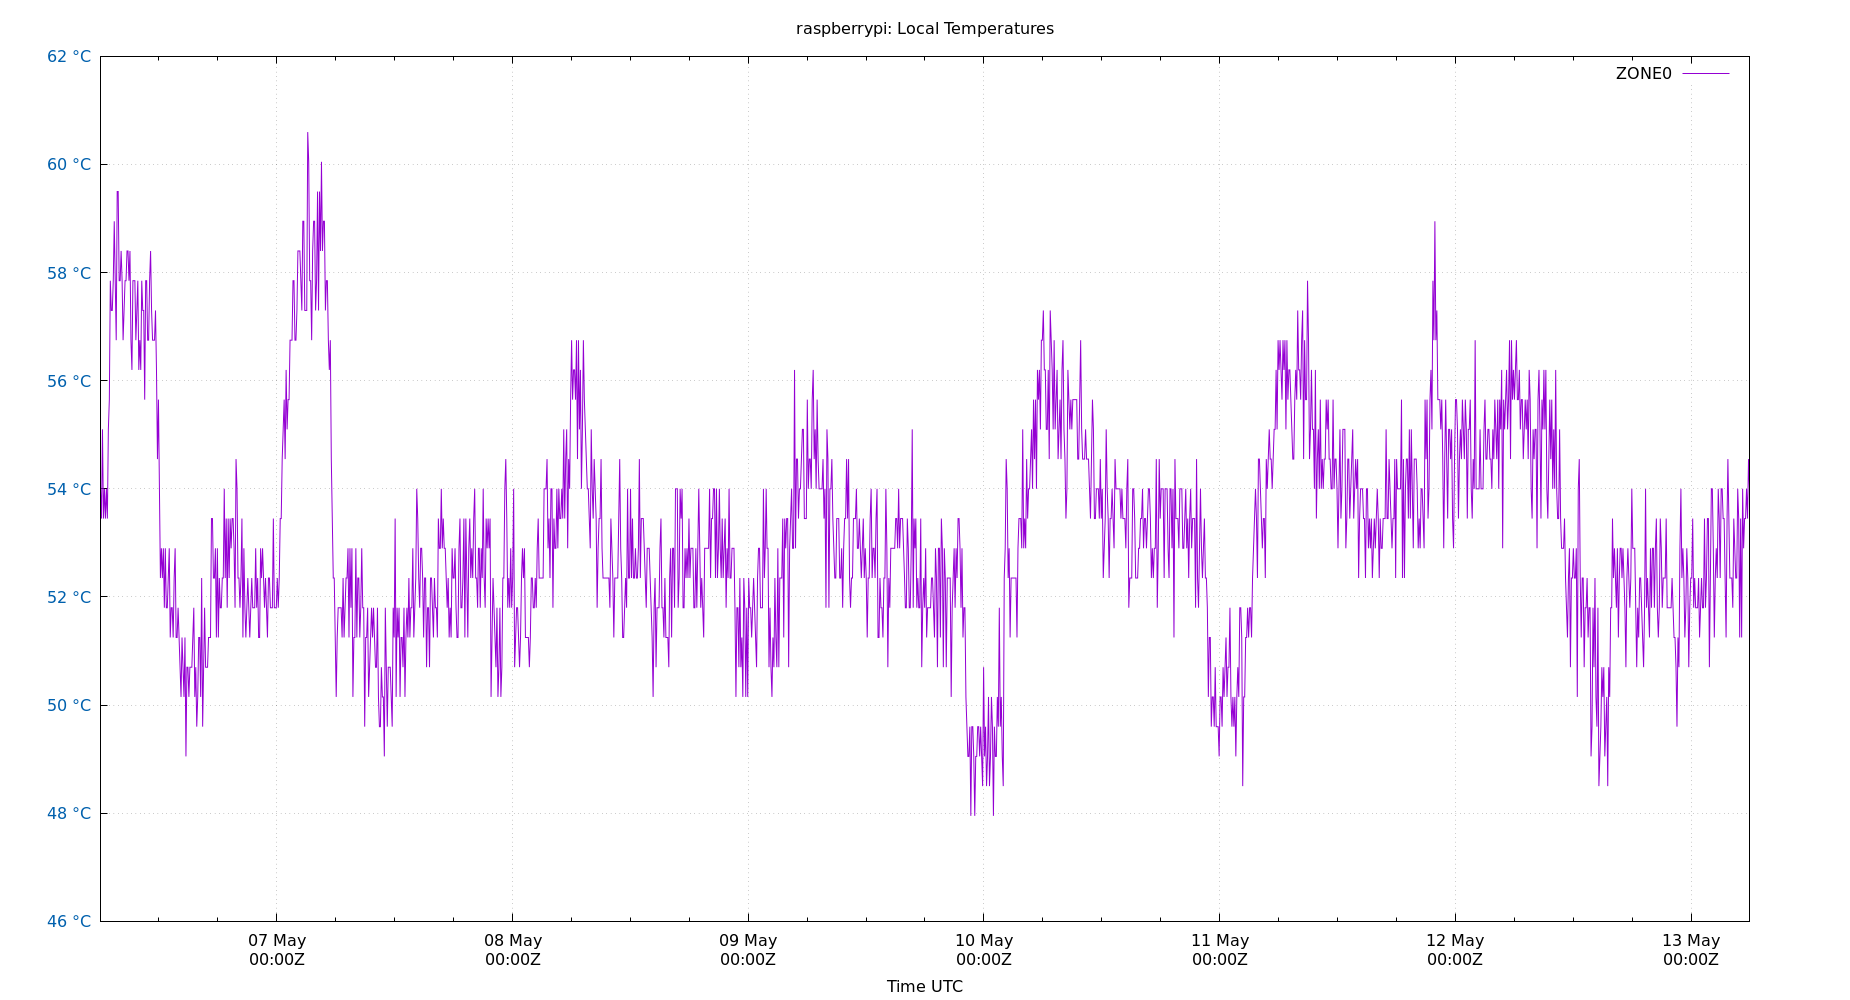 raspberrypi: Local Temperatures
62 °C
ZONE0
60 °C
58 °C
56 °C
54 °C
52 °C
50 °C
48 °C
46 °C
07 May 08 May 09 May 10 May 11 May 12 May 13 May
00:00Z 00:00Z 00:00Z 00:00Z 00:00Z 00:00Z 00:00Z
Time UTC